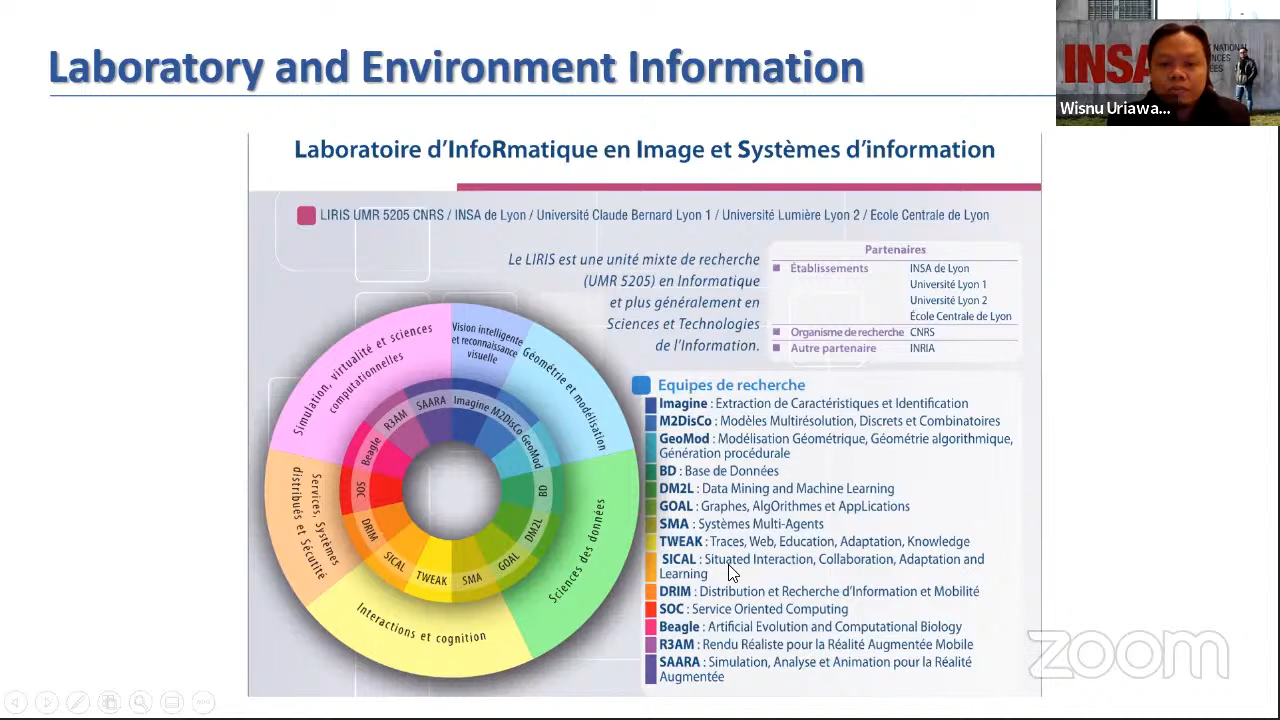 Laboratory and Environment Information
INSA
Wisnu Uriawa...
Laboratoire d'InfoRmatique en Image et Systèmes d'information
LIRIS UMR 5205 CNRS / INSA de Lyon / Université Claude Bernard Lyon 1 / Université Lumière Lyon 2 / Ecole Centrale de Lyon
Le LIRIS est une unité mixte de recherche
(UMR 5205) en Informatique
et plus généralement en
Sciences et Technologies
de l'Information.
Partenaires
Établissements INSA de Lyon
Université Lyon 1
Université Lyon 2
École Centrale de Lyon
Organisme de recherche CNRS
Autre partenaire INRIA
Simulation, virtualité et sciences
computationnelles
Vision intelligente
et reconnaissance
visuelle
Géométrie et modélisation
Sciences des données
Interactions et cognition
Services, Systèmes
distribués et Sécutité
SAARA
Imagine
M2DisCo
GeoMod
BD
DM2L
GOAL
SMA
TWEAK
SICAL
DRIM
SOC
Beagle
R3AM
Equipes de recherche
Imagine : Extraction de Caractéristiques et Identification
M2DisCo : Modèles Multirésolution, Discrets et Combinatoires
GeoMod : Modélisation Géométrique, Géométrie algorithmique,
Génération procédurale
BD : Base de Données
DM2L : Data Mining and Machine Learning
GOAL : Graphes, AlgOrithmes et AppLications
SMA : Systèmes Multi-Agents
TWEAK : Traces, Web, Education, Adaptation, Knowledge
SICAL : Situated Interaction, Collaboration, Adaptation and
Learning
DRIM : Distribution et Recherche d'Information et Mobilité
SOC : Service Oriented Computing
Beagle : Artificial Evolution and Computational Biology
R3AM : Rendu Réaliste pour la Réalité Augmentée Mobile
SAARA : Simulation, Analyse et Animation pour la Réalité
Augmentée
zoom